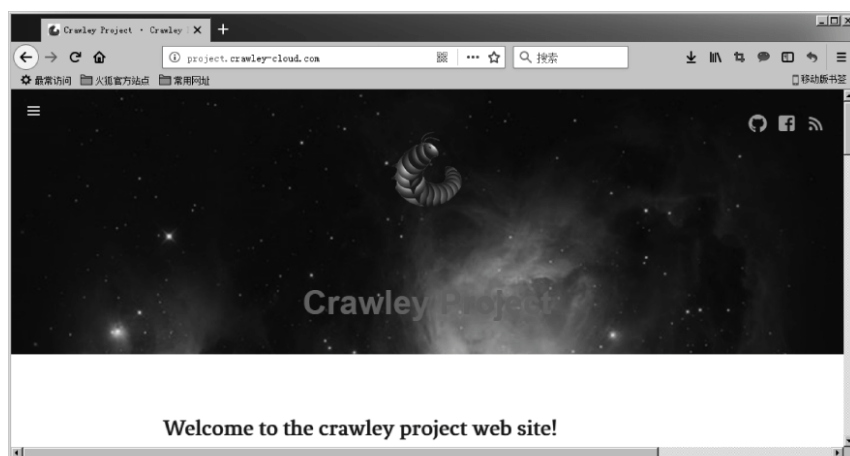 Crawley Project · Crawley
project.crawley-cloud.com
搜索
最常访问 火狐官方站点 常用网址 移动版书签
Crawley Project
Welcome to the crawley project web site!